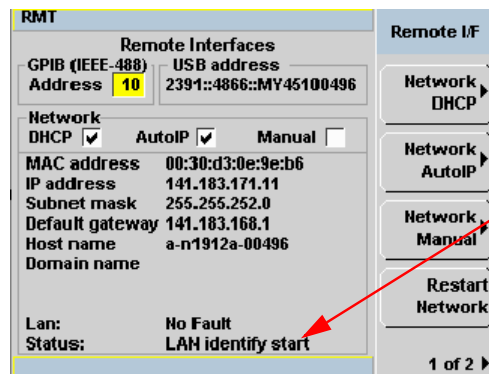 RMT
Remote Interfaces
GPIB (IEEE-488) USB address
Address 10 2391::4866::MY45100496
Network
DHCP AutoIP Manual
MAC address 00:30:d3:0e:9e:b6
IP address 141.183.171.11
Subnet mask 255.255.252.0
Default gateway 141.183.168.1
Host name a-n1912a-00496
Domain name
Lan: No Fault
Status: LAN identify start
Remote I/F
Network
DHCP
Network
AutoIP
Network
Manual
Restart
Network
1 of 2